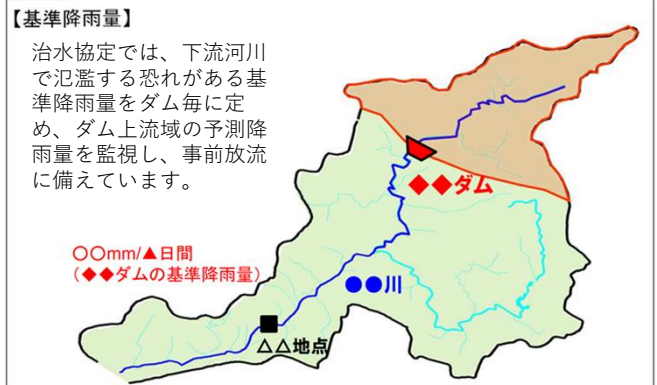 【基準降雨量】
治水協定では、下流河川
で氾濫する恐れがある基
準降雨量をダム毎に定
め、ダム上流域の予測降
雨量を監視し、事前放流
に備えています。
◆◆ダム
〇〇mm/▲日間
（◆◆ダムの基準降雨量）
●●川
△△地点